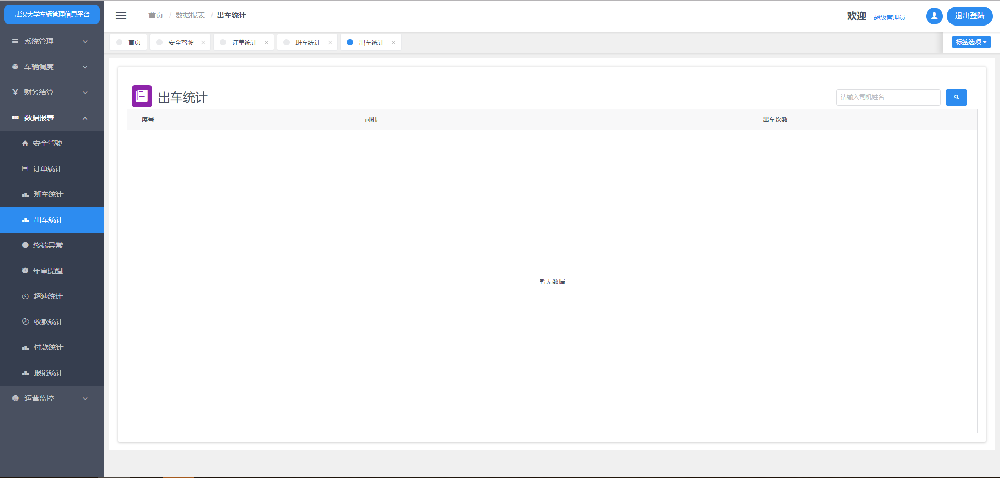 武汉大学车辆管理信息平台
系统管理
车辆调度
财务结算
数据报表
安全驾驶
订单统计
班车统计
出车统计
终端异常
年审提醒
超速统计
收款统计
付款统计
报销统计
运营监控
首页 / 数据报表 / 出车统计
欢迎 超级管理员 退出登陆
首页 安全驾驶 订单统计 班车统计 出车统计 标签选项
出车统计
请输入司机姓名
序号 司机 出车次数
暂无数据